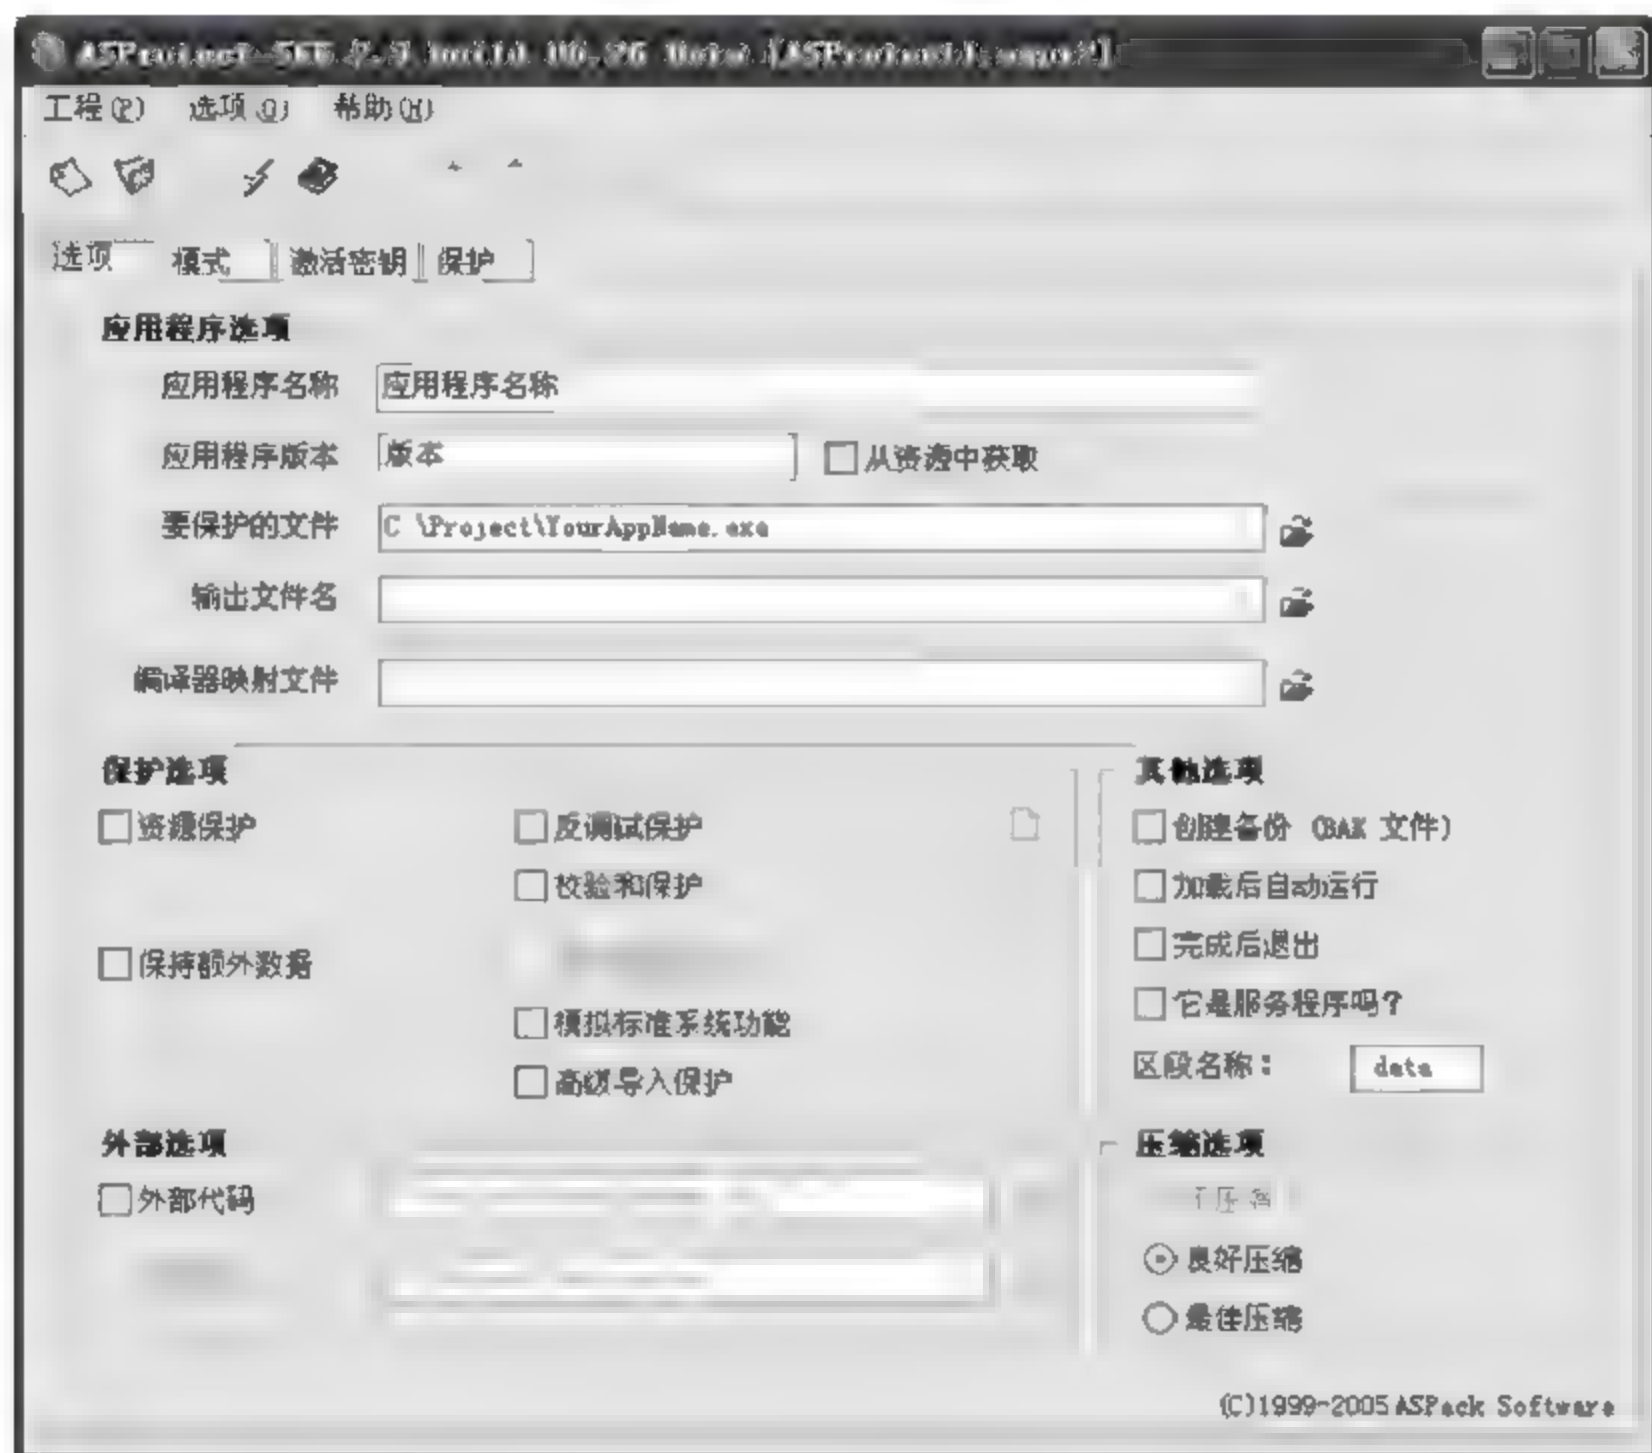 工程(P) 选项(O) 帮助(H)
选项 模式 激活密钥 保护
应用程序选项
应用程序名称 应用程序名称
应用程序版本 版本 从资源中获取
要保护的文件 C \Project\YourAppName.exe
输出文件名
编译器映射文件
保护选项
资源保护 反调试保护
校验和保护
保持额外数据
模拟标准系统功能
高级导入保护
其他选项
创建备份 (BAK 文件)
加载后自动运行
完成后退出
它是服务程序吗?
区段名称: data
外部选项
外部代码
压缩选项
良好压缩
最佳压缩
(C)1999-2005 ASPack Software